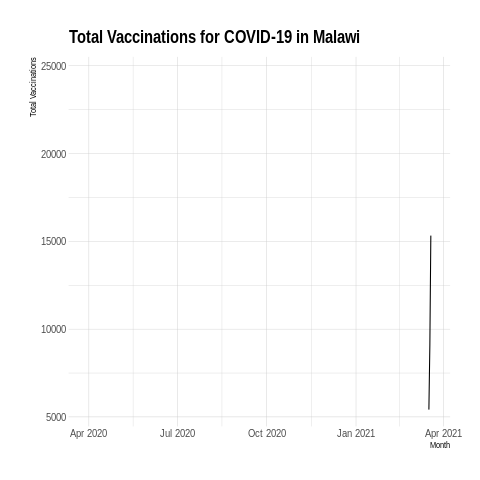 Total Vaccinations for COVID-19 in Malawi
Total Vaccinations
25000
20000
15000
10000
5000
Apr 2020 Jul 2020 Oct 2020 Jan 2021 Apr 2021
Month